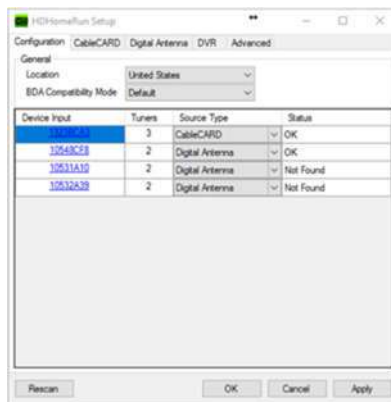 HDHomeRun Setup
Configuration CableCARD Digital Antenna DVR Advanced
General
Location United States
BDA Compatibility Mode Default
Device Input Tuners Source Type Status
3 CableCARD OK
10548CF8 2 Digital Antenna OK
10531A10 2 Digital Antenna Not Found
10532A39 2 Digital Antenna Not Found
Rescan OK Cancel Apply